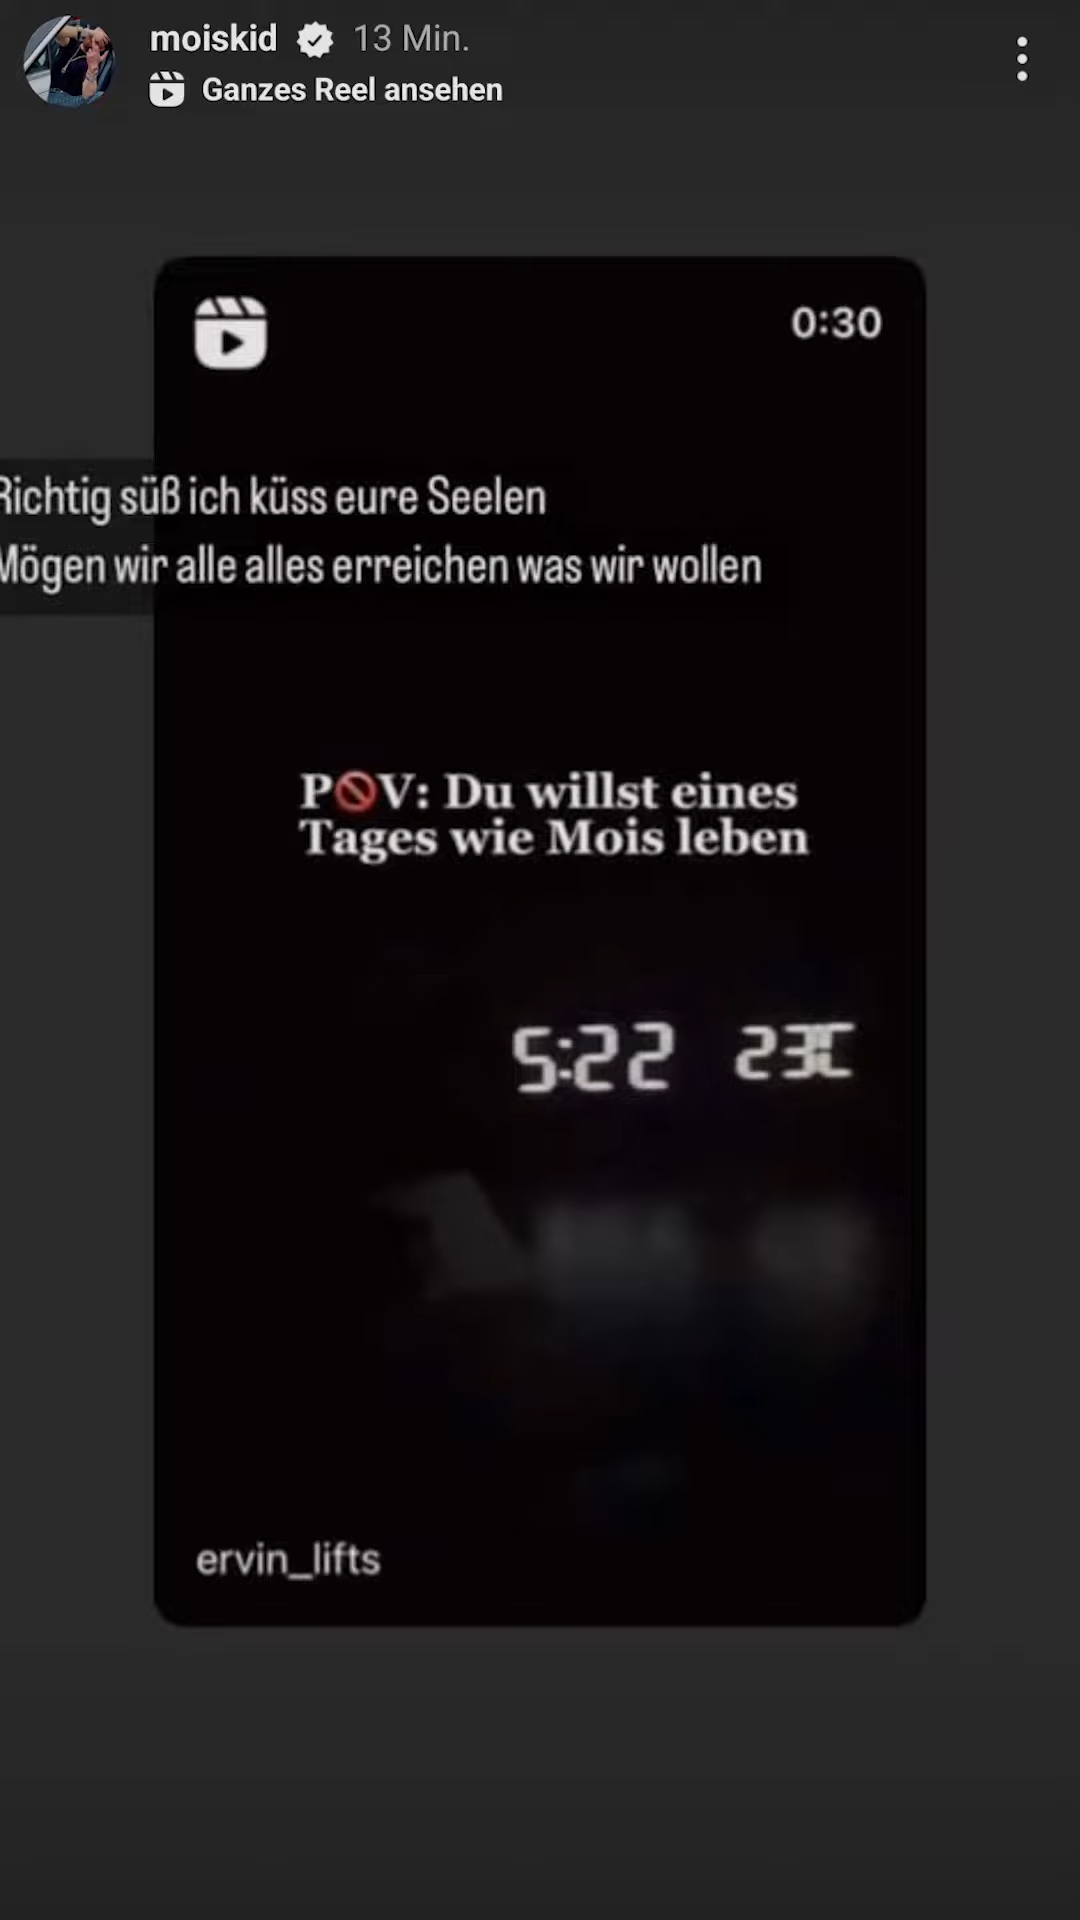 moiskid 13 Min.
Ganzes Reel ansehen
0:30
Richtig süß ich küss eure Seelen
Mögen wir alle alles erreichen was wir wollen
P🚫V: Du willst eines
Tages wie Mois leben
5:22 23
ervin_lifts